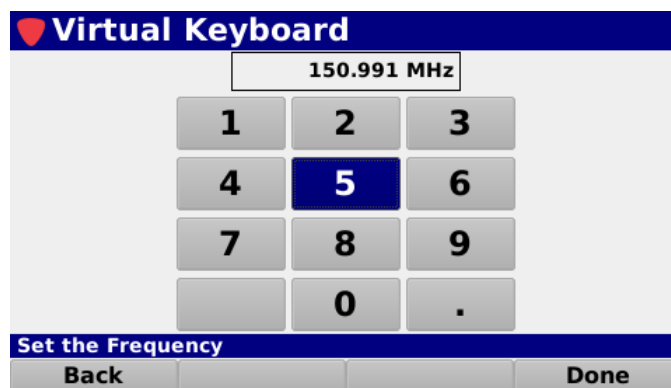 Virtual Keyboard
150.991 MHz
1 2 3
4 5 6
7 8 9
0 .
Set the Frequency
Back Done